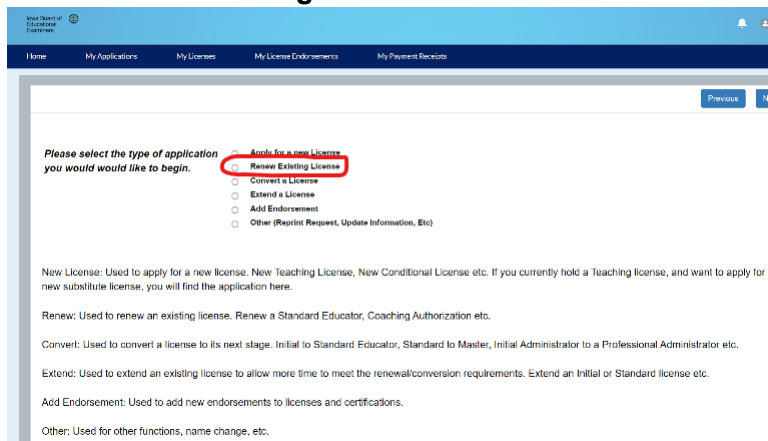 Iowa Board of
Educational
Examiners
Home My Applications My Licenses My License Endorsements My Payment Receipts
Previous
Please select the type of application
you would would like to begin.
Apply for a new License
Renew Existing License
Convert a License
Extend a License
Add Endorsement
Other (Reprint Request, Update Information, Etc)
New License: Used to apply for a new license. New Teaching License, New Conditional License etc. If you currently hold a Teaching license, and want to apply for
new substitute license, you will find the application here.
Renew: Used to renew an existing license. Renew a Standard Educator, Coaching Authorization etc.
Convert: Used to convert a license to its next stage. Initial to Standard Educator, Standard to Master, Initial Administrator to a Professional Administrator etc.
Extend: Used to extend an existing license to allow more time to meet the renewal/conversion requirements. Extend an Initial or Standard license etc.
Add Endorsement: Used to add new endorsements to licenses and certifications.
Other: Used for other functions, name change, etc.